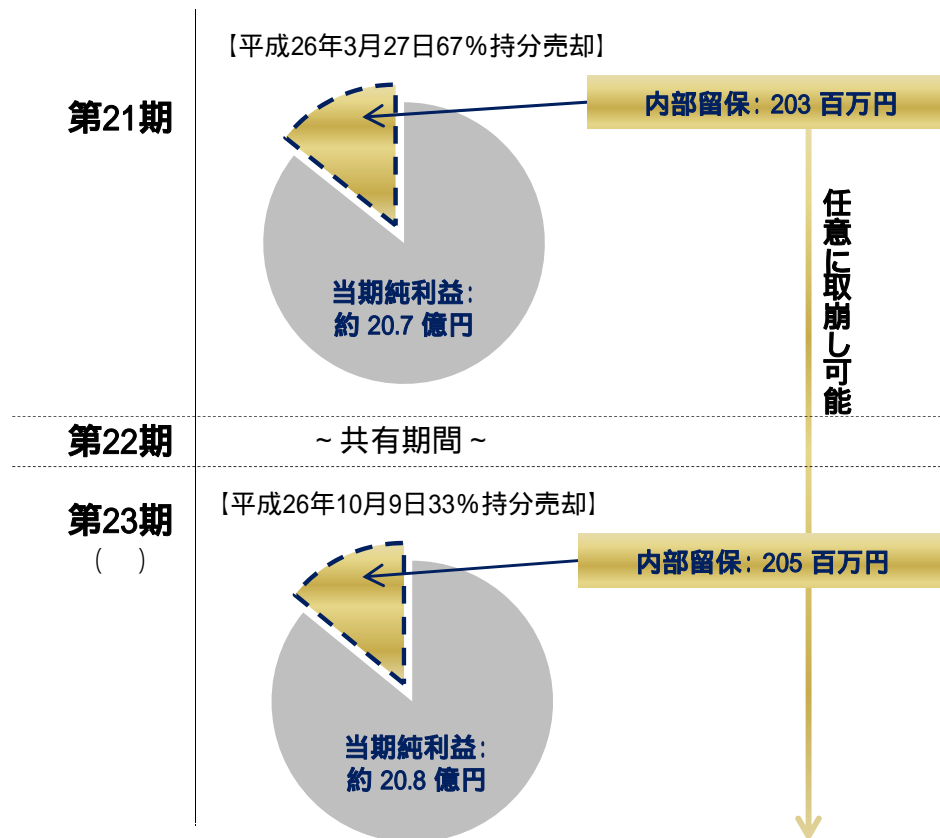 【平成26年3月27日67%持分売却】
第21期
内部留保: 203 百万円
当期純利益:
約 20.7 億円
任意に取崩し可能
第22期
~ 共有期間 ~
【平成26年10月9日33%持分売却】
第23期
( )
内部留保: 205 百万円
当期純利益:
約 20.8 億円